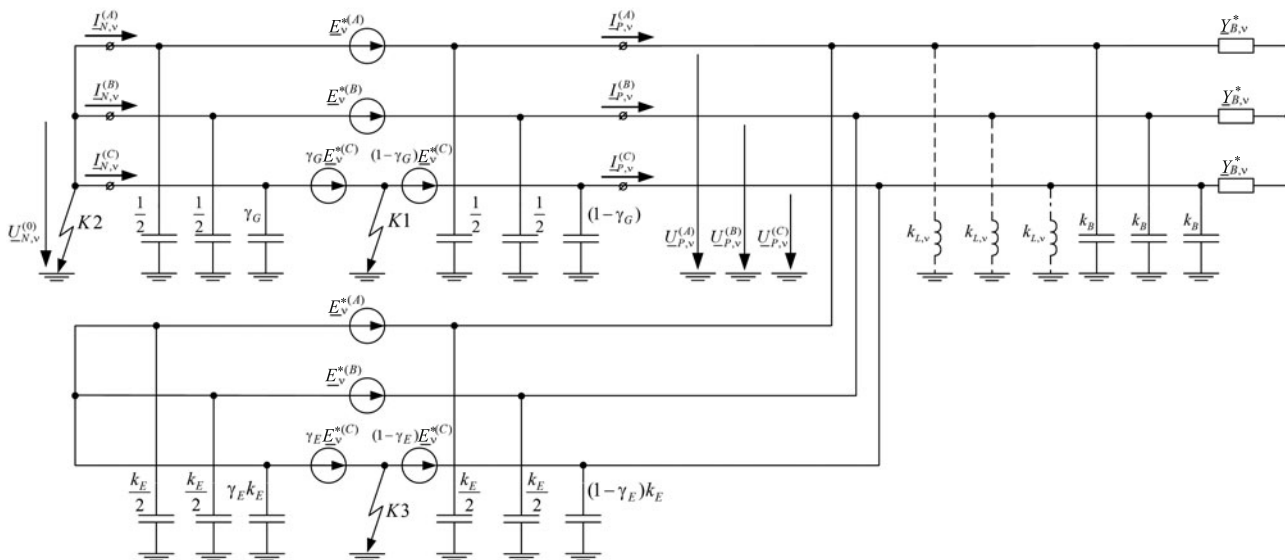 I_{N,ν}^{(A)} E_ν^{*(A)} I_{P,ν}^{(A)} Y_{B,ν}^*
I_{N,ν}^{(B)} E_ν^{*(B)} I_{P,ν}^{(B)} Y_{B,ν}^*
I_{N,ν}^{(C)} γ_G E_ν^{*(C)} (1−γ_G) E_ν^{*(C)} I_{P,ν}^{(C)} Y_{B,ν}^*
U_{N,ν}^{(0)} K2 1/2 1/2 γ_G K1 1/2 1/2 (1−γ_G) U_{P,ν}^{(A)} U_{P,ν}^{(B)} U_{P,ν}^{(C)} k_{L,ν} k_{L,ν} k_{L,ν} k_B k_B k_B
E_ν^{*(A)}
E_ν^{*(B)}
γ_E E_ν^{*(C)} (1−γ_E) E_ν^{*(C)}
k_E/2 k_E/2 γ_E k_E K3 k_E/2 k_E/2 (1−γ_E)k_E